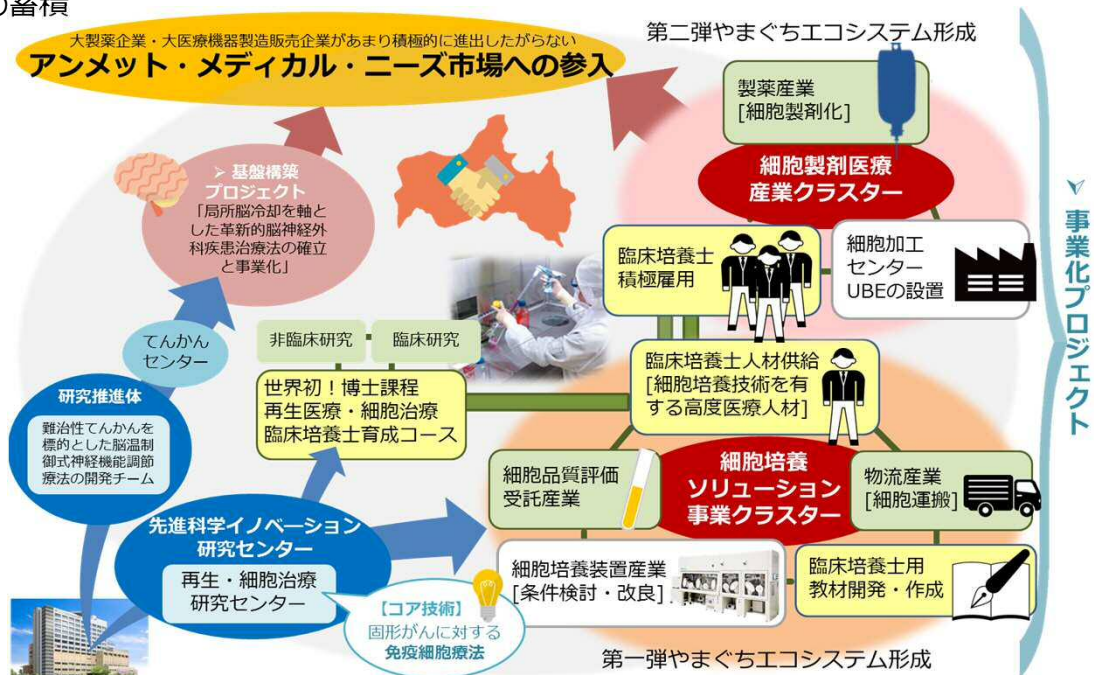 の蓄積
大製薬企業・大医療機器製造販売企業があまり積極的に進出したがらない
アンメット・メディカル・ニーズ市場への参入
第二弾やまぐちエコシステム形成
製薬産業
[細胞製剤化]
細胞製剤医療
産業クラスター
➢ 基盤構築
プロジェクト
「局所脳冷却を軸と
した革新的脳神経外
科疾患治療法の確立
と事業化」
臨床培養士
積極雇用
細胞加工
センター
UBEの設置
事業化プロジェクト
てんかん
センター
非臨床研究
臨床研究
世界初！博士課程
再生医療・細胞治療
臨床培養士育成コース
臨床培養士人材供給
[細胞培養技術を有
する高度医療人材]
研究推進体
難治性てんかんを
標的とした脳温制
御式神経機能調節
療法の開発チーム
細胞品質評価
受託産業
細胞培養
ソリューション
事業クラスター
物流産業
[細胞運搬]
先進科学イノベーション
研究センター
再生・細胞治療
研究センター
【コア技術】
固形がんに対する
免疫細胞療法
細胞培養装置産業
[条件検討・改良]
臨床培養士用
教材開発・作成
第一弾やまぐちエコシステム形成